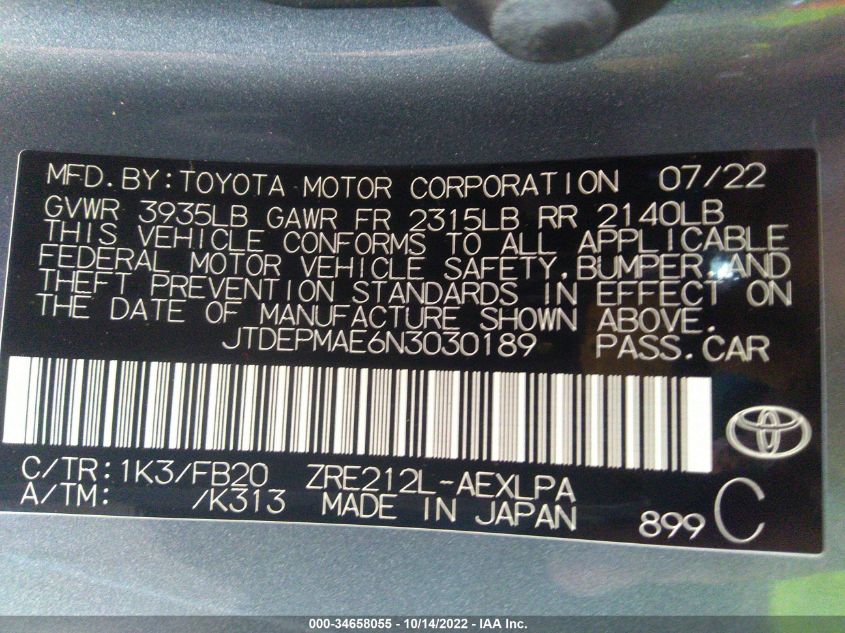 MFD.BY:TOYOTA MOTOR CORPORATION 07/22
GVWR 3935LB GAWR FR 2315LB RR 2140LB
THIS VEHICLE CONFORMS TO ALL APPLICABLE
FEDERAL MOTOR VEHICLE SAFETY,BUMPER,AND
THEFT PREVENTION STANDARDS IN EFFECT ON
THE DATE OF MANUFACTURE SHOWN ABOVE.
JTDEPMAE6N3030189 PASS.CAR
C/TR:1K3/FB20 ZRE212L-AEXLPA
A/TM: /K313 MADE IN JAPAN 899 C
000-34658055 - 10/14/2022 - IAA Inc.